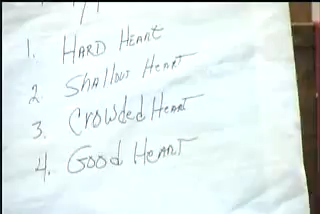 1. HARD HEART
2. Shallow HEART
3. Crowded HEART
4. Good HEART